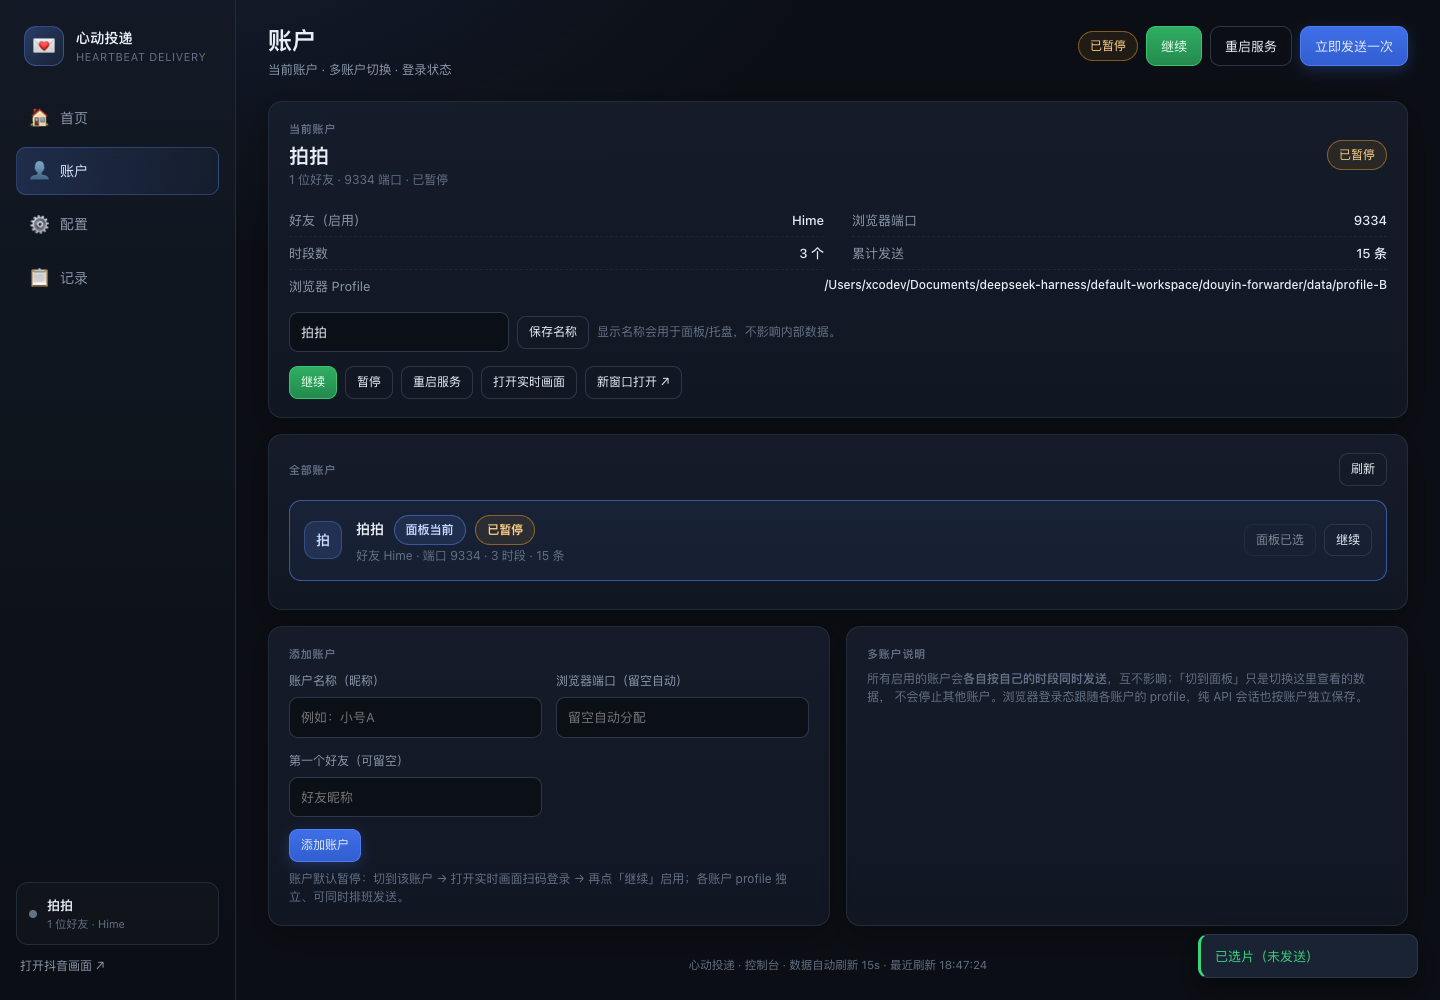 心动投递
HEARTBEAT DELIVERY
首页
账户
配置
记录
拍拍
1 位好友 · Hime
打开抖音画面 ↗
账户
当前账户 · 多账户切换 · 登录状态
已暂停
继续
重启服务
立即发送一次
当前账户
拍拍
1 位好友 · 9334 端口 · 已暂停
已暂停
好友（启用）
Hime
浏览器端口
9334
时段数
3 个
累计发送
15 条
浏览器 Profile
/Users/xcodev/Documents/deepseek-harness/default-workspace/douyin-forwarder/data/profile-B
拍拍
保存名称
显示名称会用于面板/托盘，不影响内部数据。
继续
暂停
重启服务
打开实时画面
新窗口打开 ↗
全部账户
刷新
拍
拍拍
面板当前
已暂停
好友 Hime · 端口 9334 · 3 时段 · 15 条
面板已选
继续
添加账户
账户名称（昵称）
浏览器端口（留空自动）
例如：小号A
留空自动分配
第一个好友（可留空）
好友昵称
添加账户
账户默认暂停：切到该账户 → 打开实时画面扫码登录 → 再点「继续」启用；各账户 profile 独
立、可同时排班发送。
多账户说明
所有启用的账户会各自按自己的时段同时发送，互不影响；「切到面板」只是切换这里查看的数
据， 不会停止其他账户。浏览器登录态跟随各账户的 profile，纯 API 会话也按账户独立保存。
心动投递 · 控制台 · 数据自动刷新 15s · 最近刷新 18:47:24
已选片（未发送）